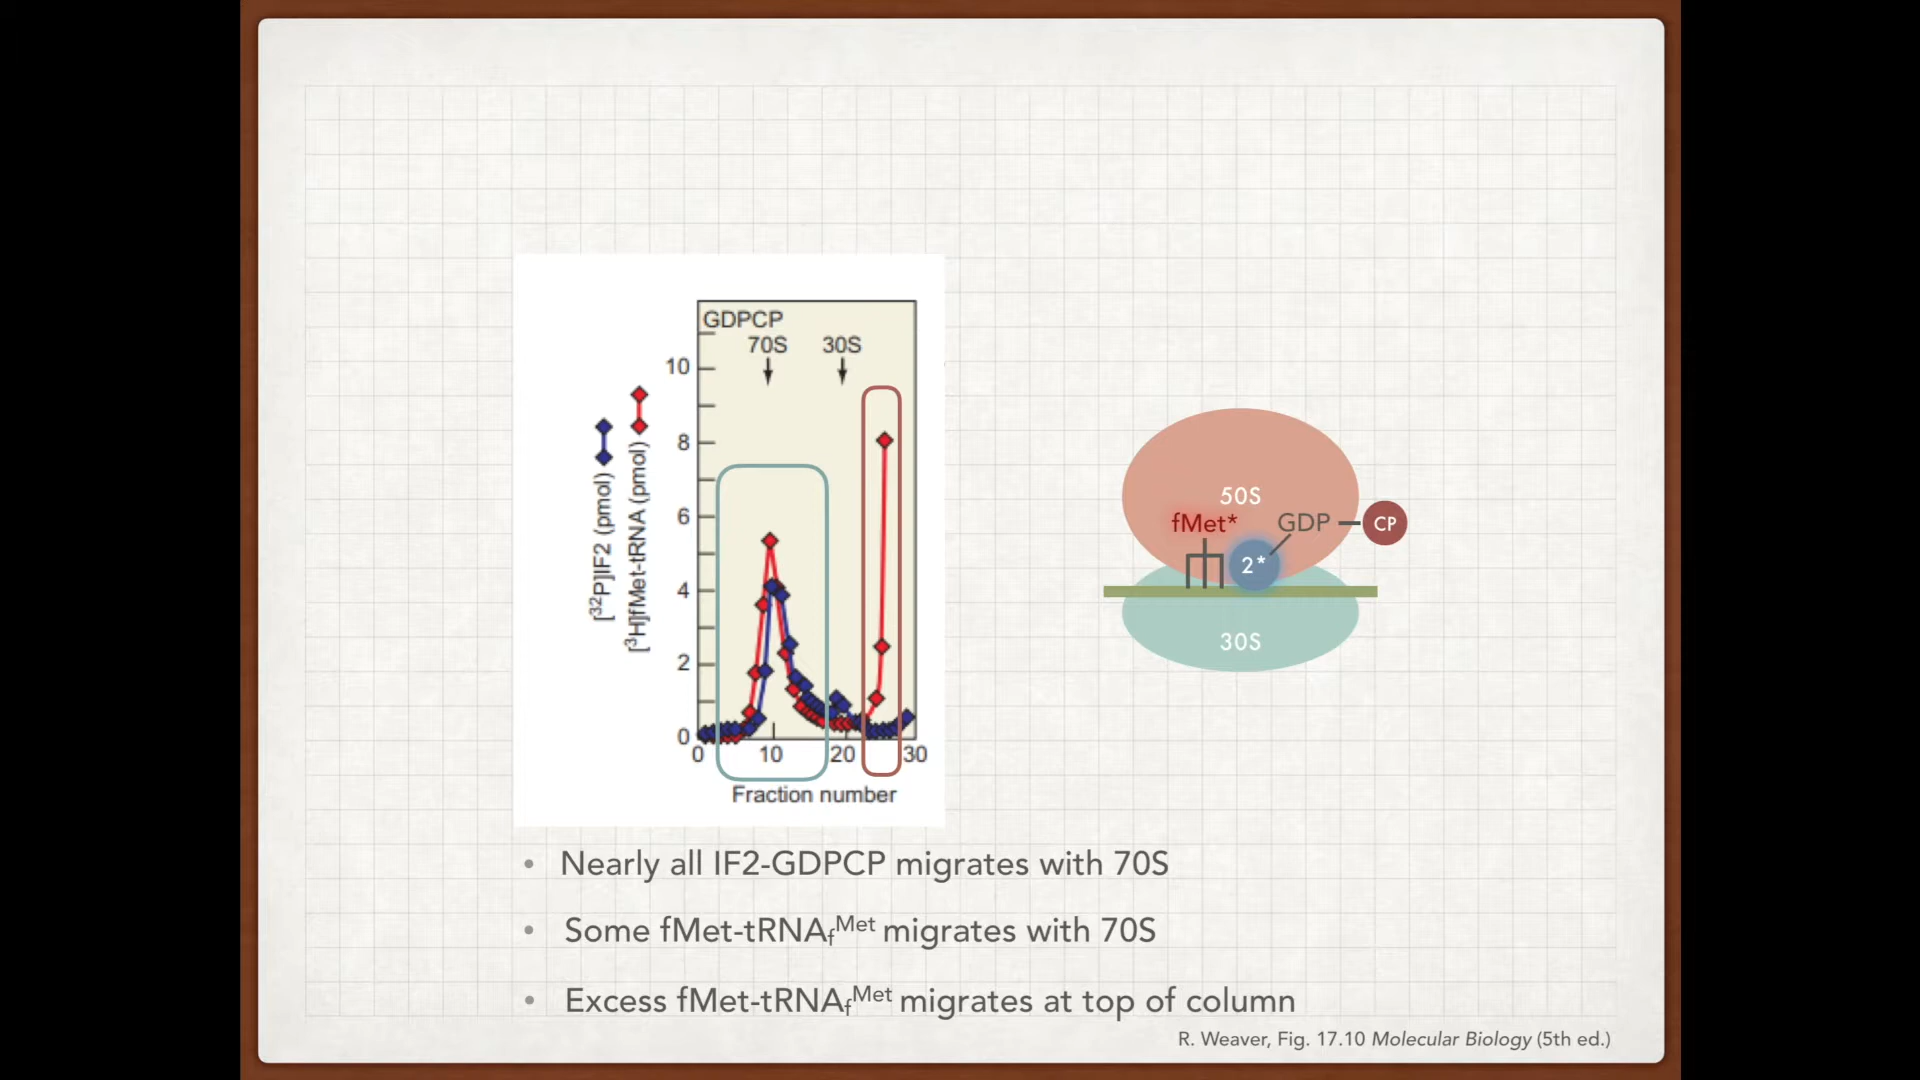 GDPCP
70S 30S
10
8
6
4
2
0
0 10 20 30
Fraction number
[³²P]IF2 (pmol)
[³H]fMet-tRNA (pmol)
50S
fMet* GDP CP
2*
30S
• Nearly all IF2-GDPCP migrates with 70S
• Some fMet-tRNAfMet migrates with 70S
• Excess fMet-tRNAfMet migrates at top of column
R. Weaver, Fig. 17.10 Molecular Biology (5th ed.)